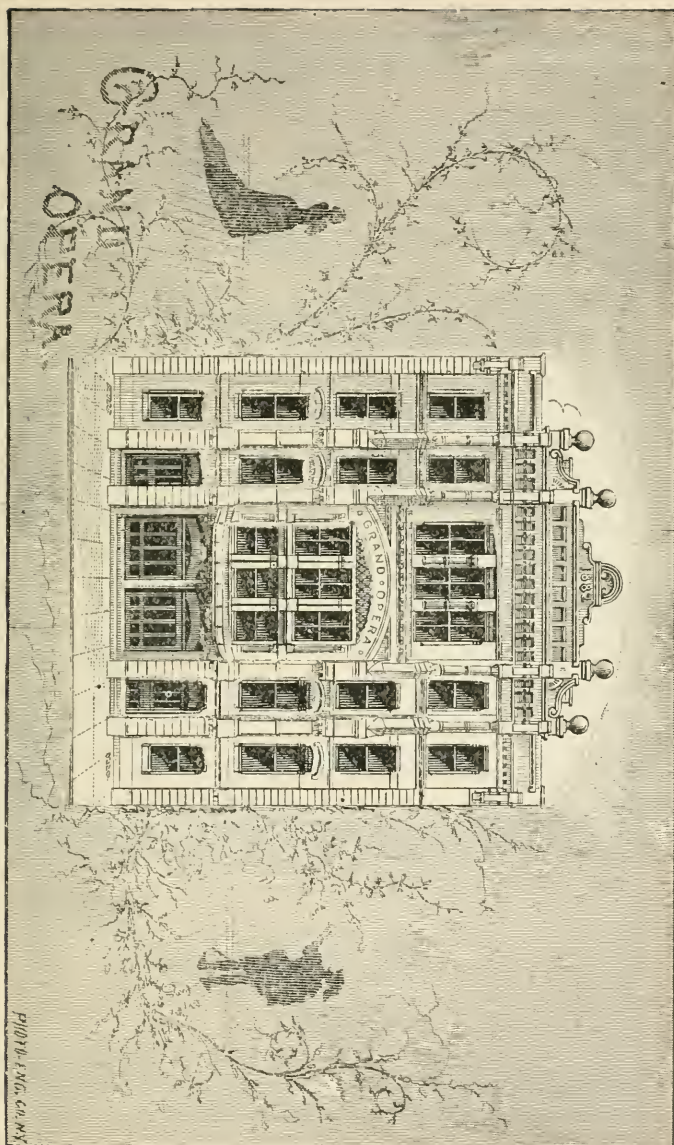 GRAND
OPERA
1882
GRAND · OPERA
PHOTO-ENG. CO. N.Y.